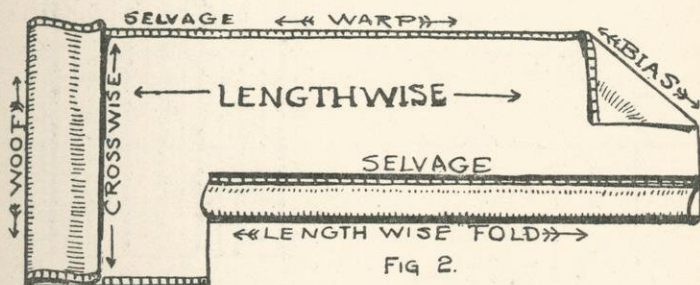 SELVAGE
WARP
BIAS
WOOF
CROSSWISE
LENGTHWISE
SELVAGE
LENGTH WISE FOLD
FIG 2.